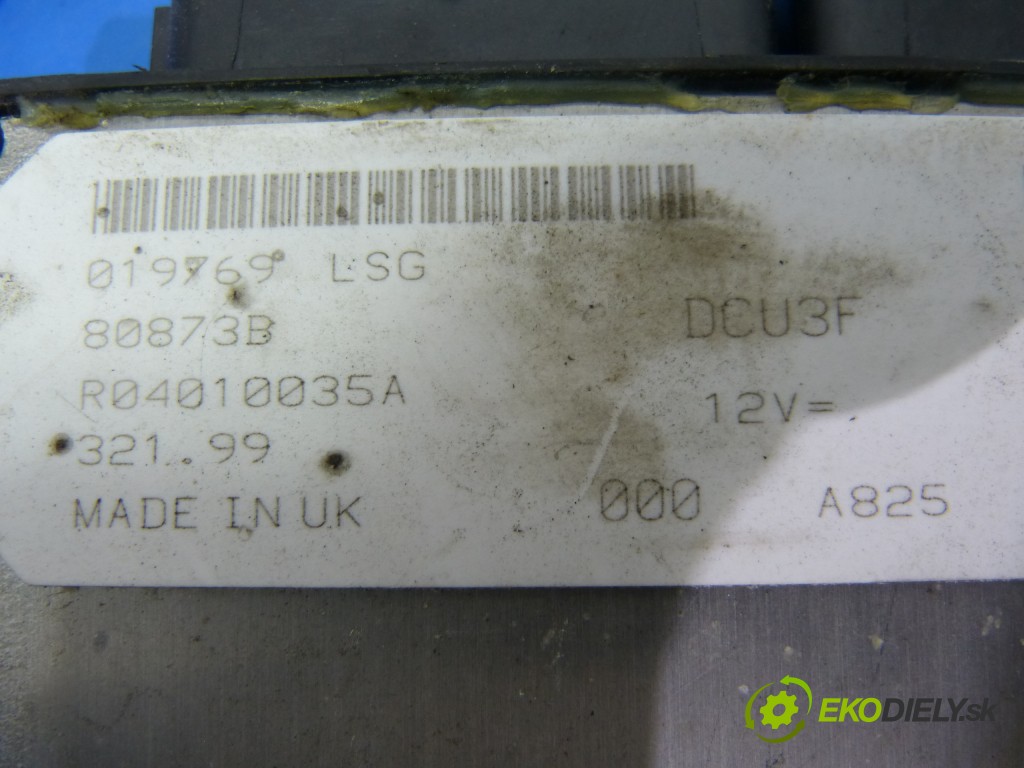 019769 LSG
80873B
DCU3F
R04010035A
12V=
321..99
MADE IN UK
000
A825
EKODIELY.sk